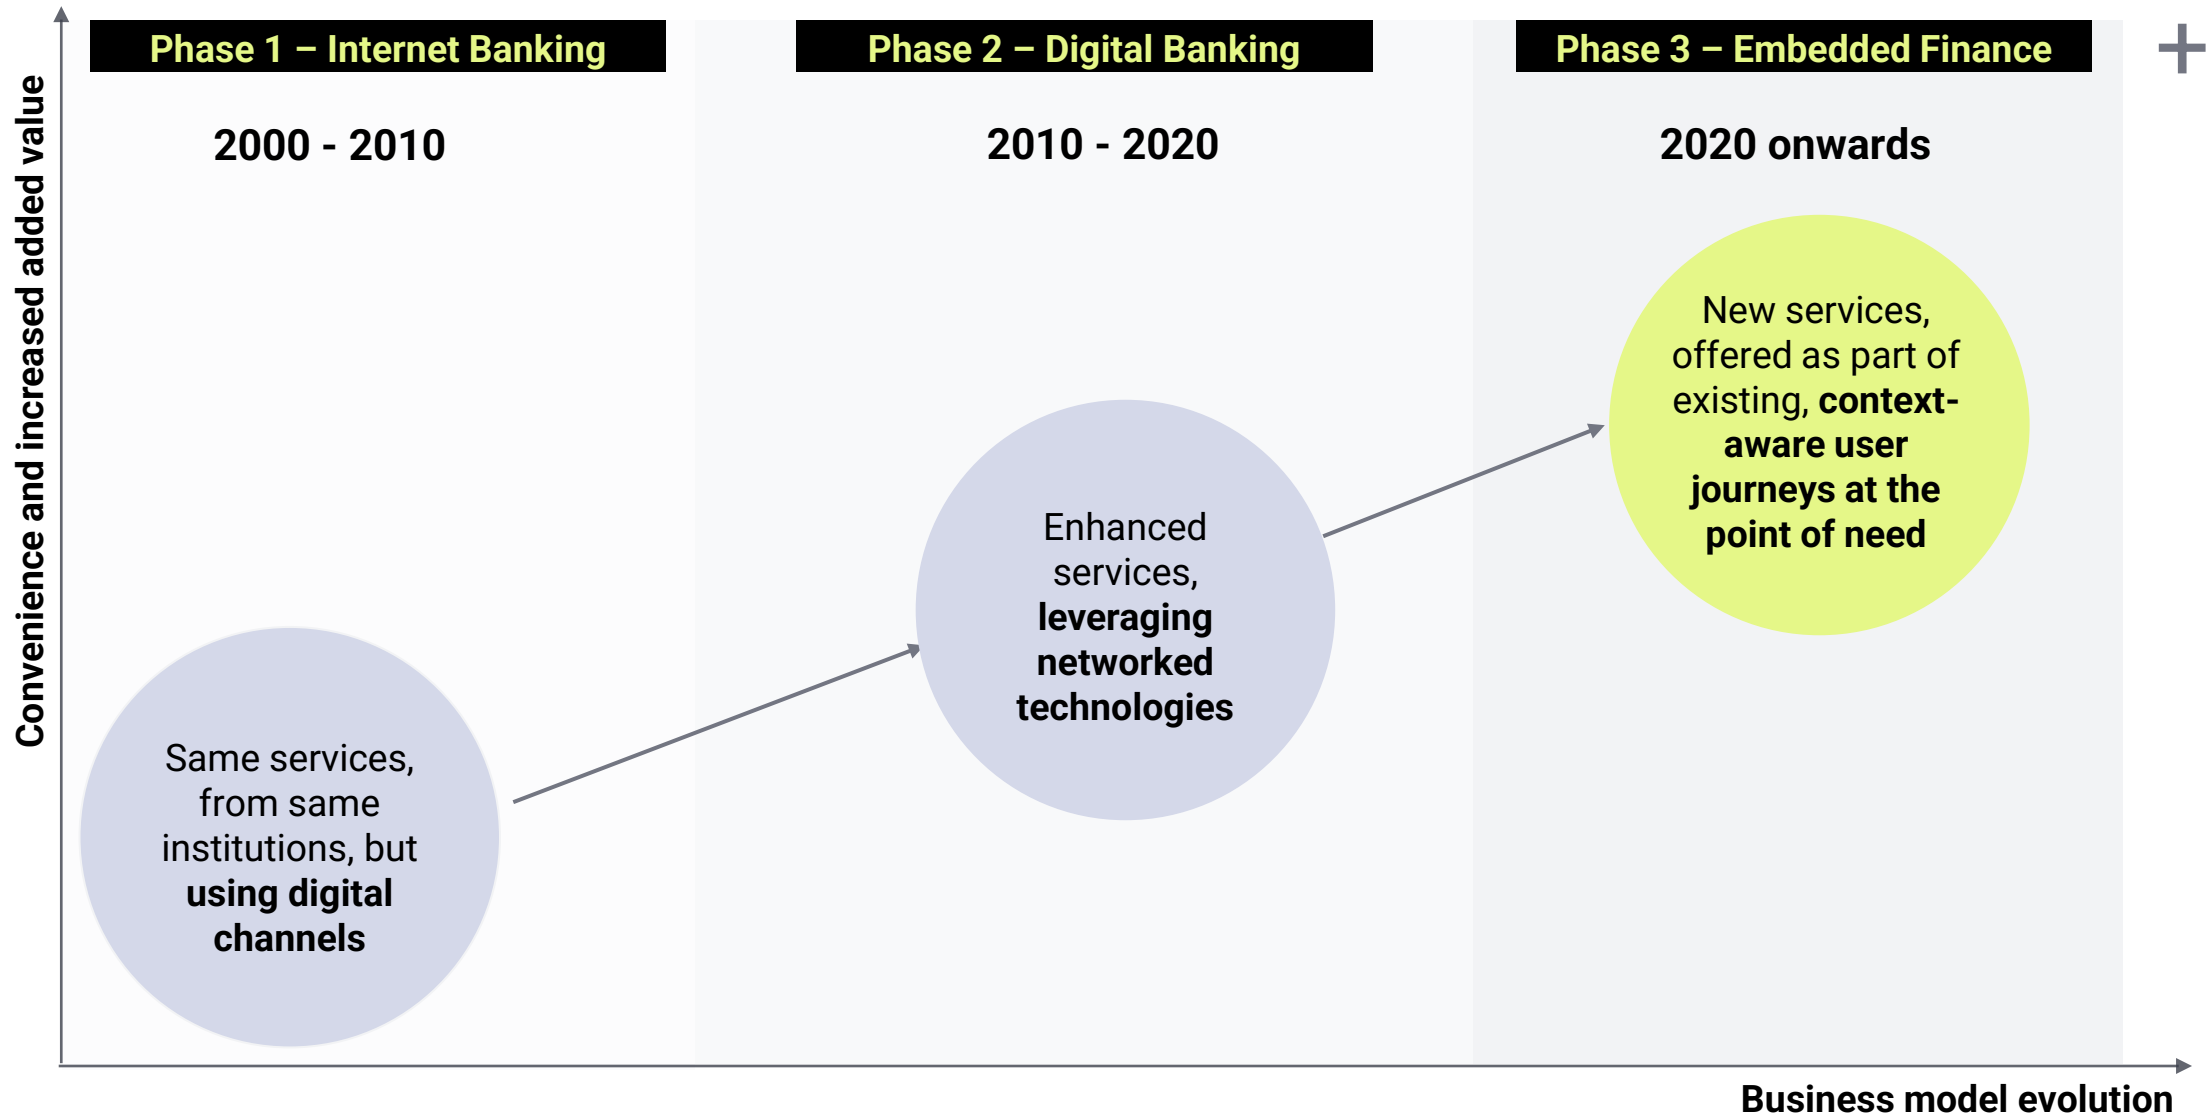 Phase 1 – Internet Banking
Phase 2 – Digital Banking
Phase 3 – Embedded Finance
+
2000 - 2010
2010 - 2020
2020 onwards
Convenience and increased added value
Same services,
from same
institutions, but
using digital
channels
Enhanced
services,
leveraging
networked
technologies
New services,
offered as part of
existing, context-
aware user
journeys at the
point of need
Business model evolution